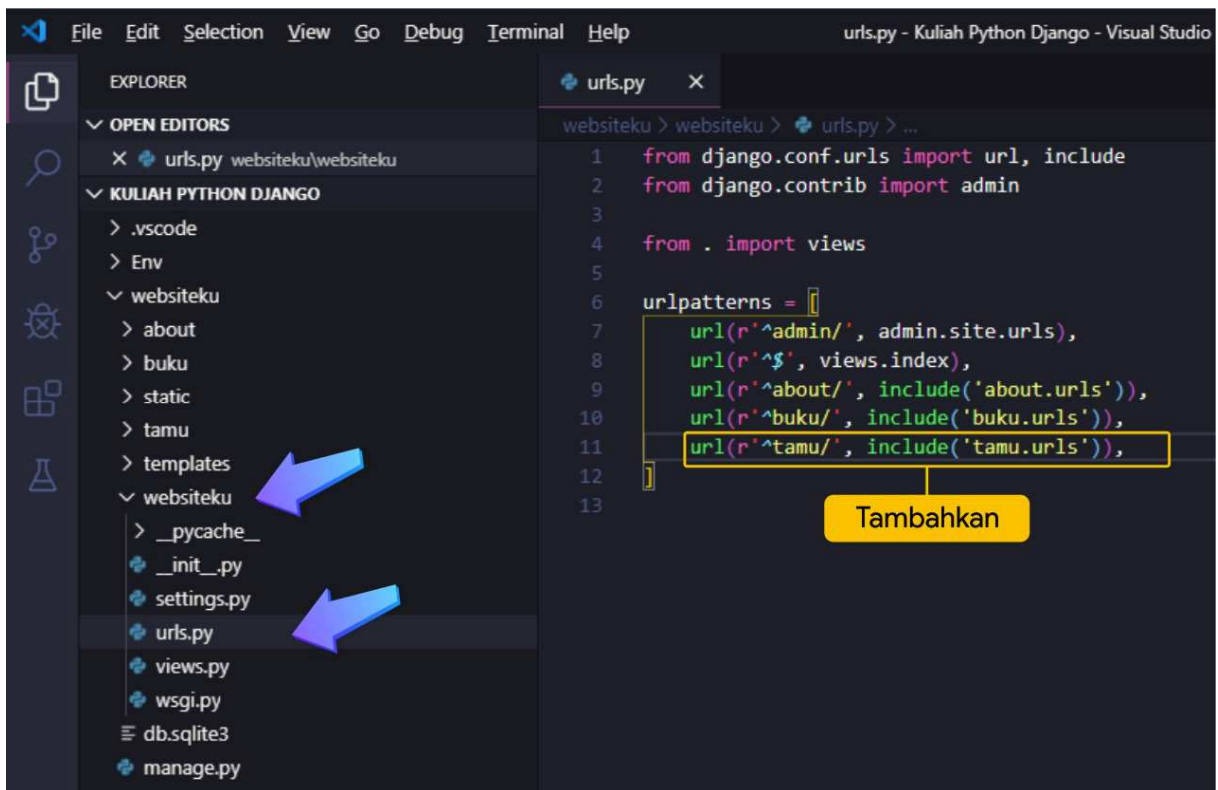 File Edit Selection View Go Debug Terminal Help urls.py - Kuliah Python Django - Visual Studio
EXPLORER
OPEN EDITORS
urls.py websiteku\websiteku
KULIAH PYTHON DJANGO
.vscode
Env
websiteku
about
buku
static
tamu
templates
websiteku
__pycache__
__init__.py
settings.py
urls.py
views.py
wsgi.py
db.sqlite3
manage.py
urls.py
websiteku > websiteku > urls.py > ...
1 from django.conf.urls import url, include
2 from django.contrib import admin
3
4 from . import views
5
6 urlpatterns = [
7 url(r'^admin/', admin.site.urls),
8 url(r'^$', views.index),
9 url(r'^about/', include('about.urls')),
10 url(r'^buku/', include('buku.urls')),
11 url(r'^tamu/', include('tamu.urls')),
12 ]
13
Tambahkan